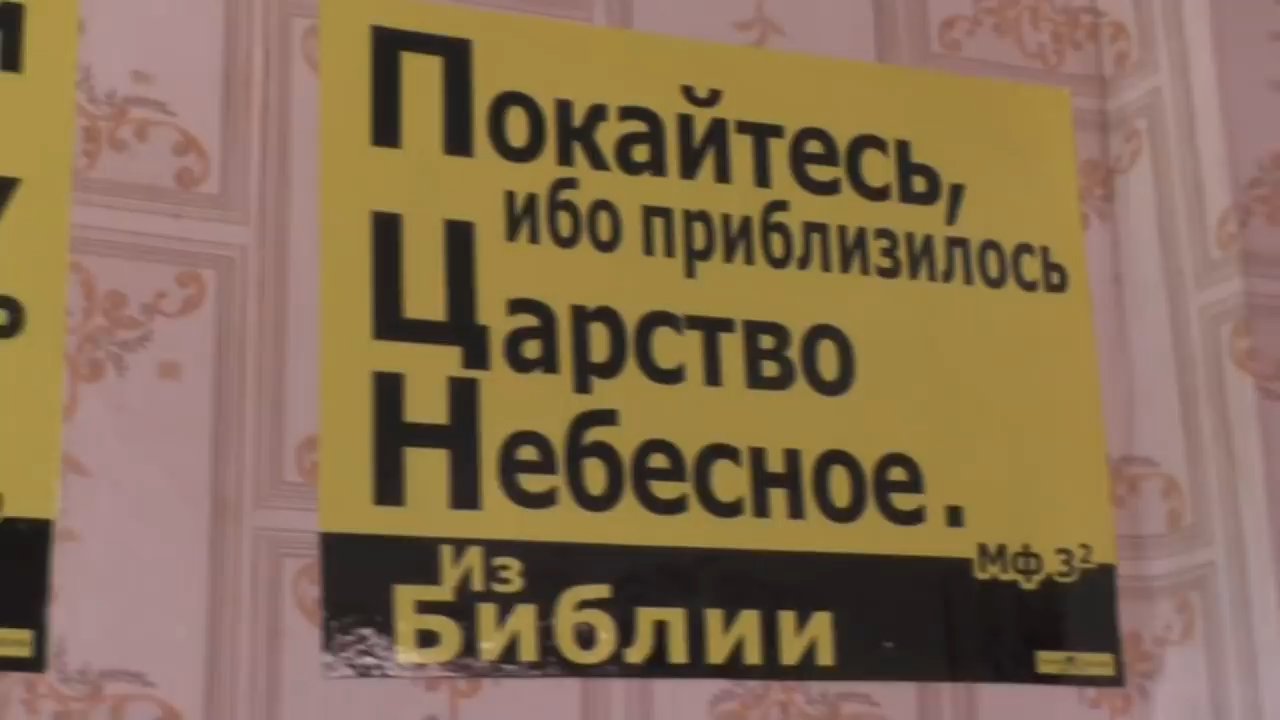 Покайтесь,
ибо приблизилось
Царство
Небесное.
Мф 3²
Из
Библии